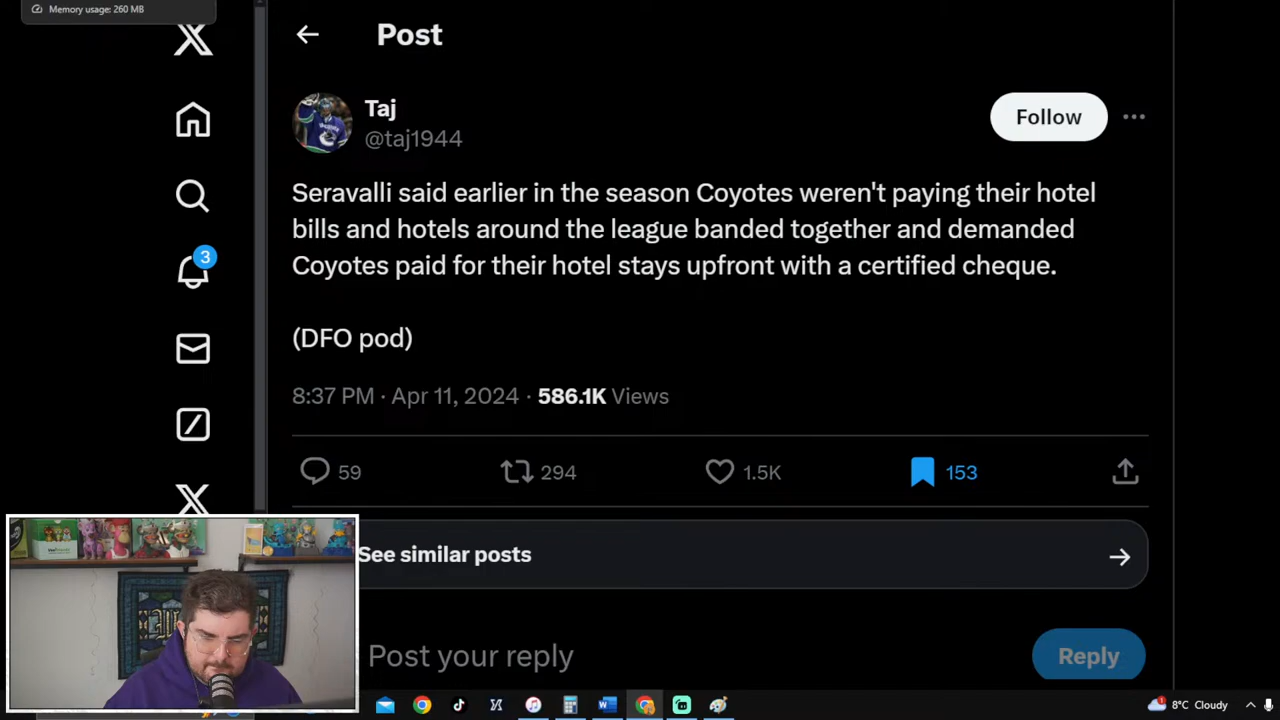 Memory usage: 260 MB
Post
Taj
@taj1944
Follow
Seravalli said earlier in the season Coyotes weren't paying their hotel
bills and hotels around the league banded together and demanded
Coyotes paid for their hotel stays upfront with a certified cheque.
(DFO pod)
8:37 PM · Apr 11, 2024 · 586.1K Views
3
59
294
1.5K
153
See similar posts
Post your reply
Reply
8°C Cloudy